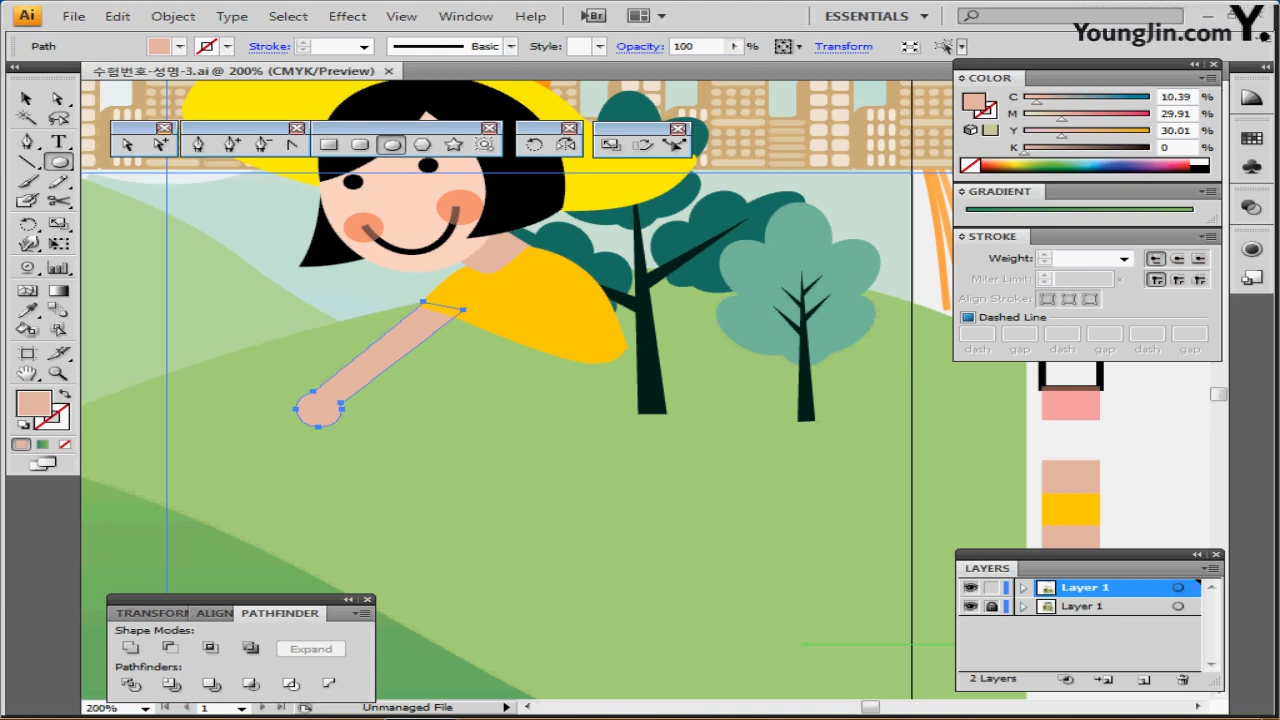 Ai File Edit Object Type Select Effect View Window Help Br ESSENTIALS
YoungJin.com Y.
Path Stroke: Basic Style: Opacity: 100 % Transform
수험번호-성명-3.ai @ 200% (CMYK/Preview)
COLOR
C 10.39 %
M 29.91 %
Y 30.01 %
K 0 %
GRADIENT
STROKE
Weight:
Miter Limit: x
Align Stroke:
Dashed Line
dash gap dash gap dash gap
LAYERS
Layer 1
Layer 1
2 Layers
TRANSFORM ALIGN PATHFINDER
Shape Modes:
Expand
Pathfinders:
200% 1 Unmanaged File